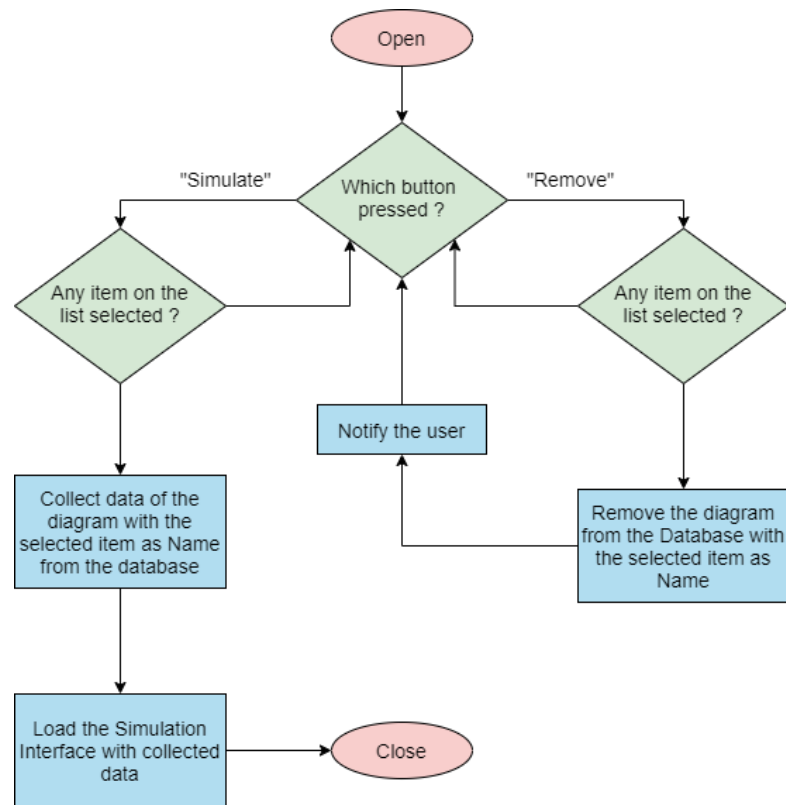 Open
"Simulate"
Which button
pressed ?
"Remove"
Any item on the
list selected ?
Any item on the
list selected ?
Notify the user
Collect data of the
diagram with the
selected item as Name
from the database
Remove the diagram
from the Database with
the selected item as
Name
Load the Simulation
Interface with collected
data
Close